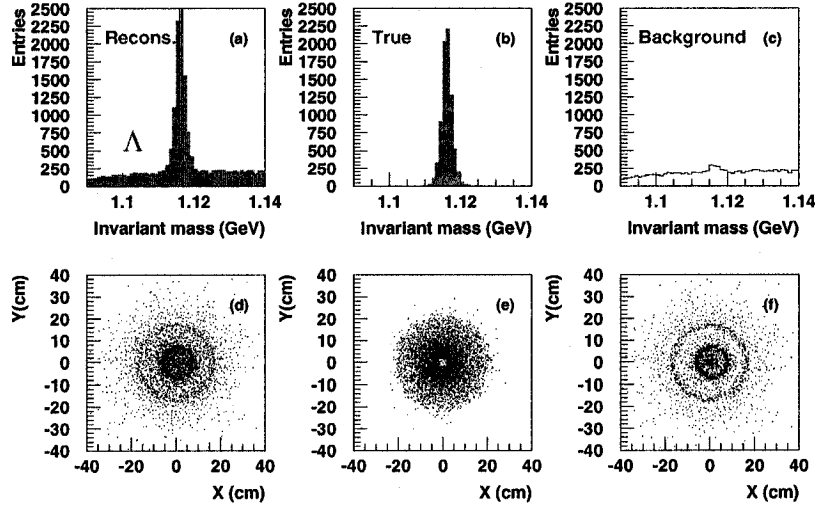 Entries 2500 2250 2000 1750 1500 1250 1000 750 500 250 0 Recons. (a) Λ
1.1 1.12 1.14
Invariant mass (GeV)
Entries 2500 2250 2000 1750 1500 1250 1000 750 500 250 0 True (b)
1.1 1.12 1.14
Invariant mass (GeV)
Entries 2500 2250 2000 1750 1500 1250 1000 750 500 250 0 Background (c)
1.1 1.12 1.14
Invariant mass (GeV)
Y(cm) 40 30 20 10 0 -10 -20 -30 -40 (d)
-40 -20 0 20 40
X (cm)
Y(cm) 40 30 20 10 0 -10 -20 -30 -40 (e)
-40 -20 0 20 40
X (cm)
Y(cm) 40 30 20 10 0 -10 -20 -30 -40 (f)
-40 -20 0 20 40
X (cm)